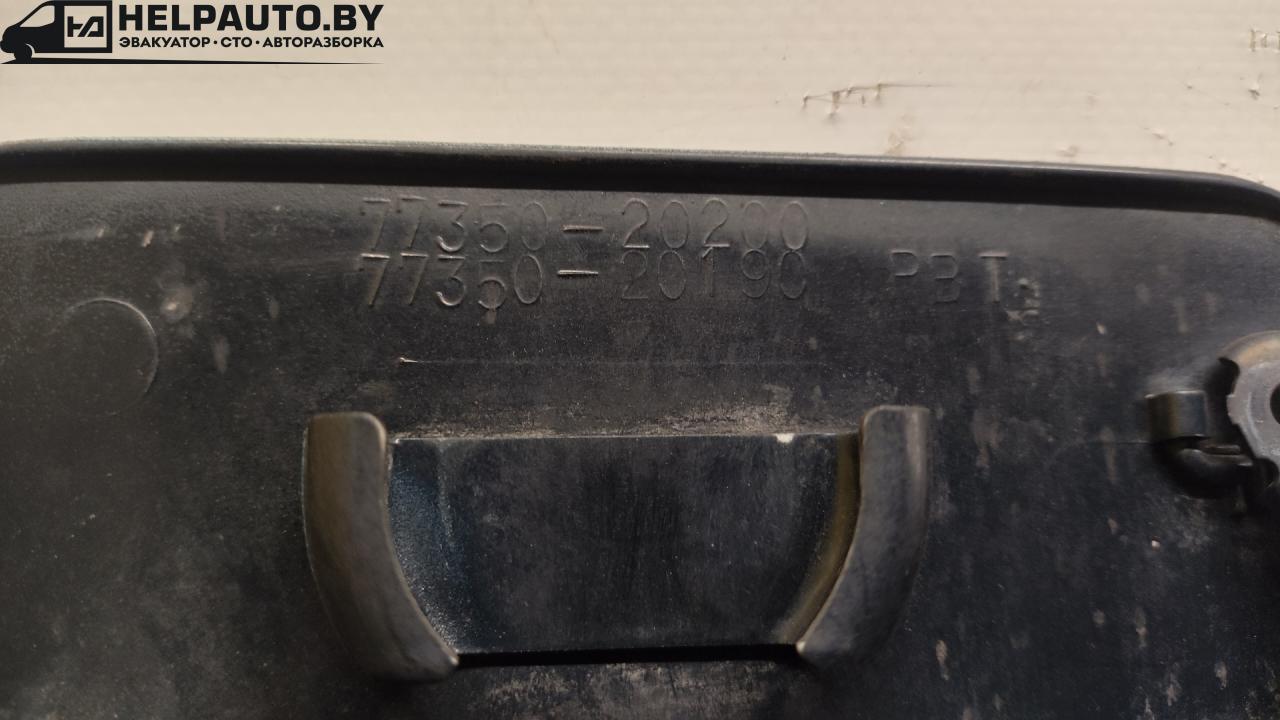 HELPAUTO.BY
ЭВАКУАТОР · СТО · АВТОРАЗБОРКА
77350-20200
77350-20190 PBT